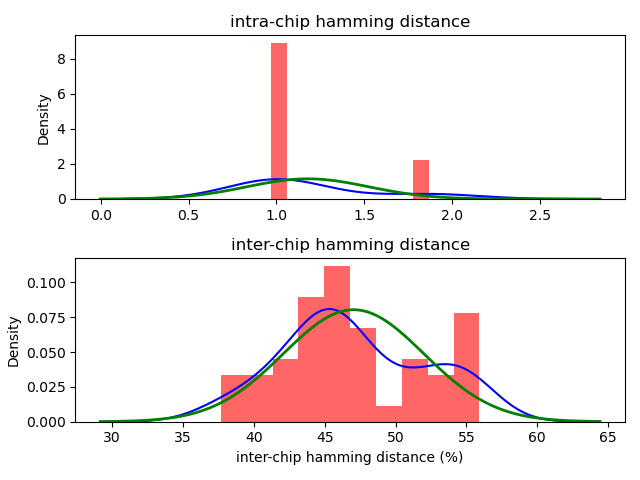 intra-chip hamming distance
Density
8
6
4
2
0
0.0 0.5 1.0 1.5 2.0 2.5
inter-chip hamming distance
Density
0.100
0.075
0.050
0.025
0.000
30 35 40 45 50 55 60 65
inter-chip hamming distance (%)